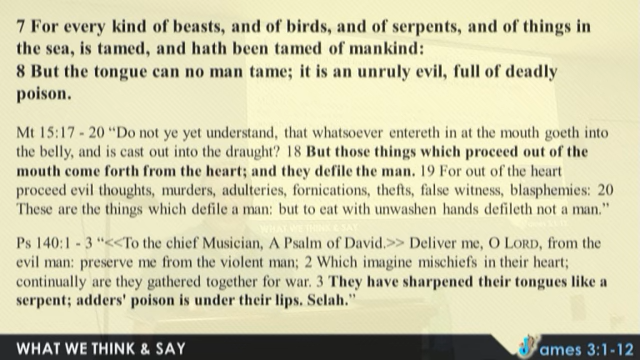 7 For every kind of beasts, and of birds, and of serpents, and of things in
the sea, is tamed, and hath been tamed of mankind:
8 But the tongue can no man tame; it is an unruly evil, full of deadly
poison.
Mt 15:17 - 20 “Do not ye yet understand, that whatsoever entereth in at the mouth goeth into
the belly, and is cast out into the draught? 18 But those things which proceed out of the
mouth come forth from the heart; and they defile the man. 19 For out of the heart
proceed evil thoughts, murders, adulteries, fornications, thefts, false witness, blasphemies: 20
These are the things which defile a man: but to eat with unwashen hands defileth not a man.”
Ps 140:1 - 3 “<<To the chief Musician, A Psalm of David.>> Deliver me, O LORD, from the
evil man: preserve me from the violent man; 2 Which imagine mischiefs in their heart;
continually are they gathered together for war. 3 They have sharpened their tongues like a
serpent; adders' poison is under their lips. Selah.”
WHAT WE THINK & SAY
James 3:1-12